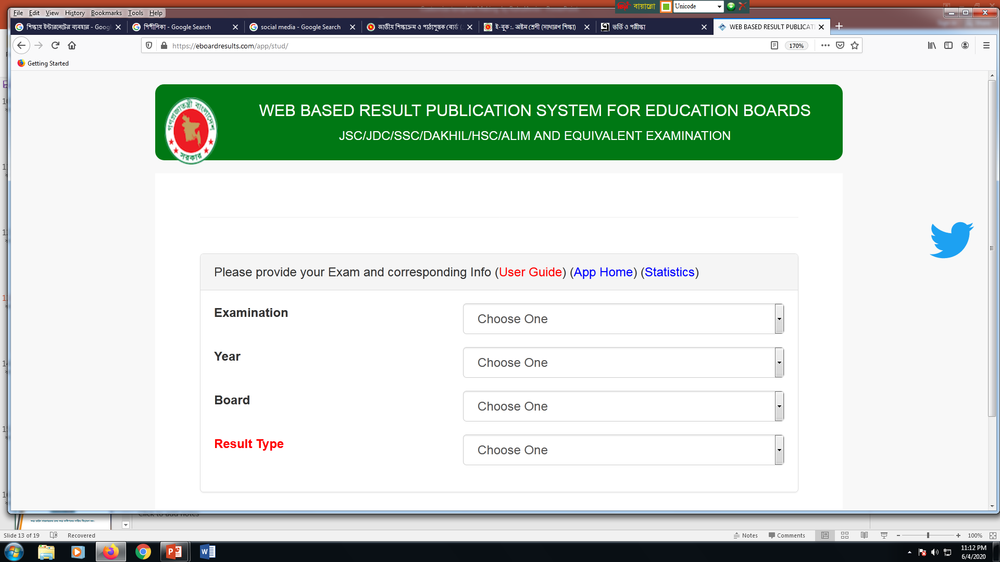 File Edit View History Bookmarks Tools Help
বায়ান্নো Unicode
শিক্ষায় ইন্টারনেটের ব্যবহার - Goog
পিপীলিকা - Google Search
social media - Google Search
জাতীয় শিক্ষাক্রম ও পাঠ্যপুস্তক বোর্ড (
ই-বুক :. অষ্টম শ্রেণী (সাধারণ শিক্ষা)
ভর্তি ও পরীক্ষা
WEB BASED RESULT PUBLICATI
https://eboardresults.com/app/stud/
170%
Getting Started
গণপ্রজাতন্ত্রী বাংলাদেশ
সরকার
WEB BASED RESULT PUBLICATION SYSTEM FOR EDUCATION BOARDS
JSC/JDC/SSC/DAKHIL/HSC/ALIM AND EQUIVALENT EXAMINATION
Please provide your Exam and corresponding Info (User Guide) (App Home) (Statistics)
Examination Choose One
Year Choose One
Board Choose One
Result Type Choose One
Click to add notes
Slide 13 of 19 Recovered
Notes Comments 100%
11:12 PM
6/4/2020